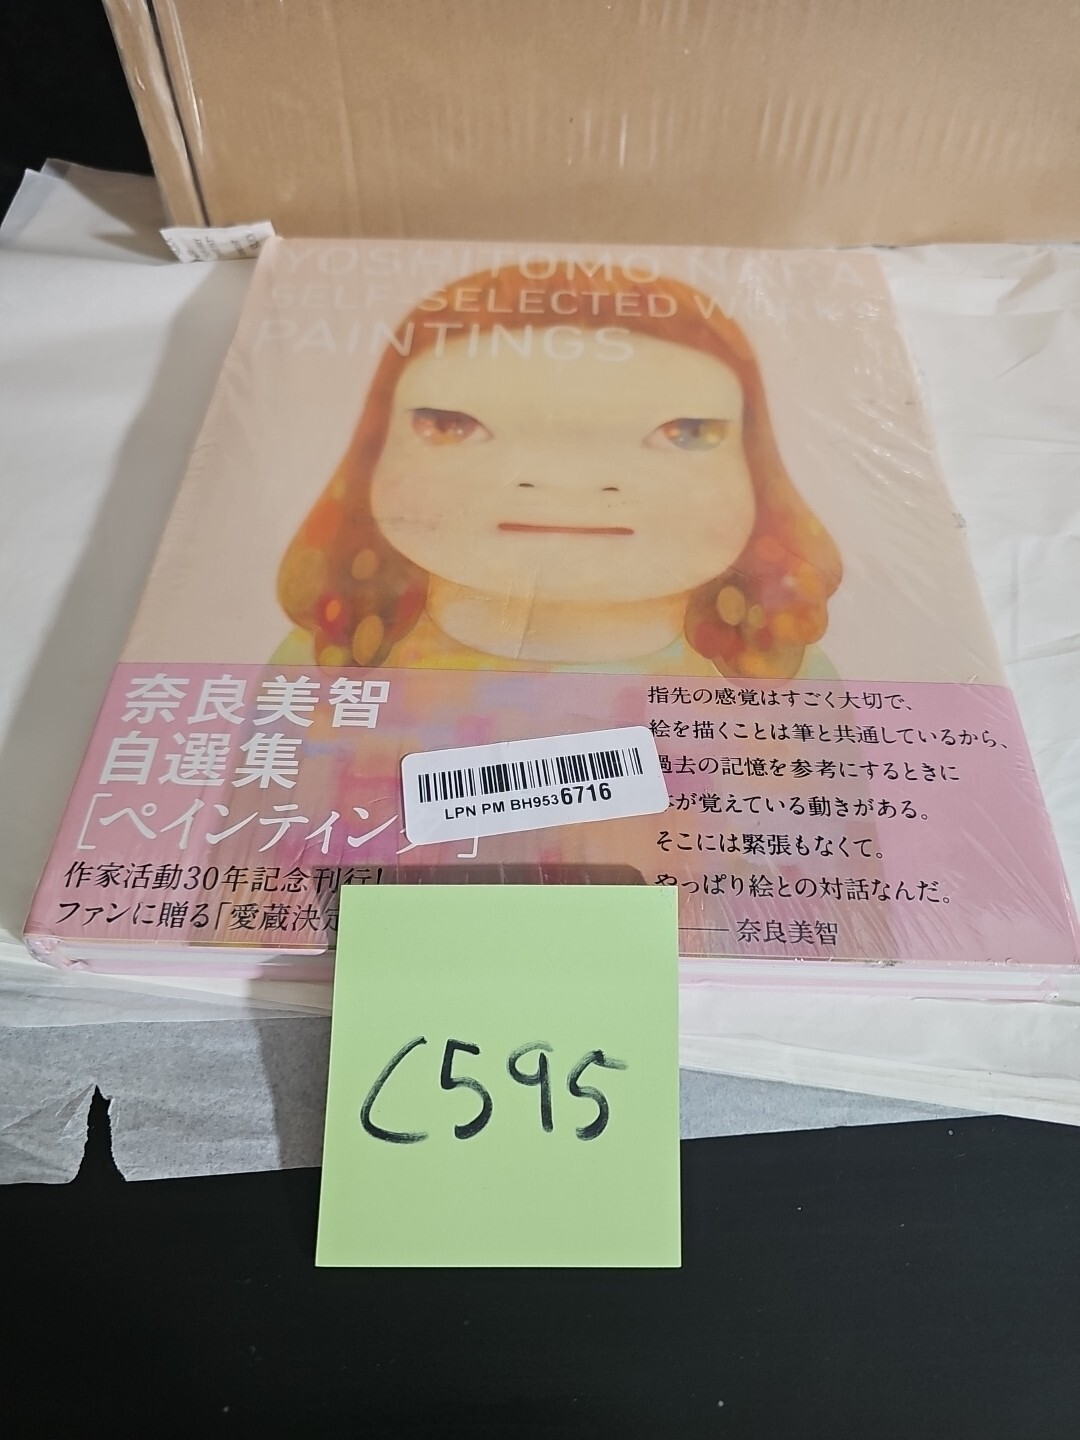 YOSHITOMO NARA
SELF-SELECTED WORKS
PAINTINGS
奈良美智
自選集
[ペインティング]
作家活動30年記念刊行!
ファンに贈る「愛蔵決定
指先の感覚はすごく大切で、
絵を描くことは筆と共通しているから、
過去の記憶を参考にするときに
が覚えている動きがある。
そこには緊張もなくて。
やっぱり絵との対話なんだ。
奈良美智
LPN PM BH9536716
C595